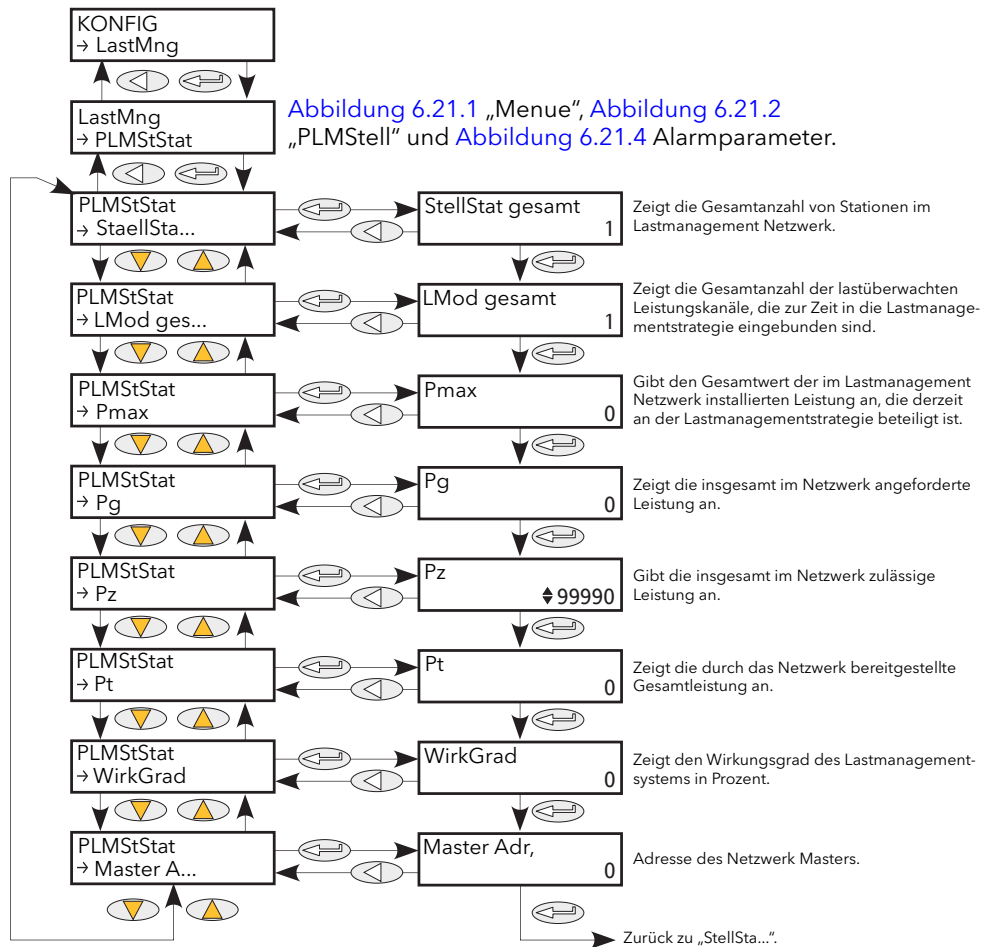 KONFIG
→ LastMng
LastMng
→ PLMStStat
Abbildung 6.21.1 „Menue“, Abbildung 6.21.2
„PLMStell“ und Abbildung 6.21.4 Alarmparameter.
PLMStStat
→ StaellSta...
StellStat gesamt
1
Zeigt die Gesamtanzahl von Stationen im
Lastmanagement Netzwerk.
PLMStStat
→ LMod ges...
LMod gesamt
1
Zeigt die Gesamtanzahl der lastüberwachten
Leistungskanäle, die zur Zeit in die Lastmanage-
mentstrategie eingebunden sind.
PLMStStat
→ Pmax
Pmax
0
Gibt den Gesamtwert der im Lastmanagement
Netzwerk installierten Leistung an, die derzeit
an der Lastmanagementstrategie beteiligt ist.
PLMStStat
→ Pg
Pg
0
Zeigt die insgesamt im Netzwerk angeforderte
Leistung an.
PLMStStat
→ Pz
Pz
99990
Gibt die insgesamt im Netzwerk zulässige
Leistung an.
PLMStStat
→ Pt
Pt
0
Zeigt die durch das Netzwerk bereitgestellte
Gesamtleistung an.
PLMStStat
→ WirkGrad
WirkGrad
0
Zeigt den Wirkungsgrad des Lastmanagement-
systems in Prozent.
PLMStStat
→ Master A...
Master Adr,
0
Adresse des Netzwerk Masters.
Zurück zu „StellSta...“.